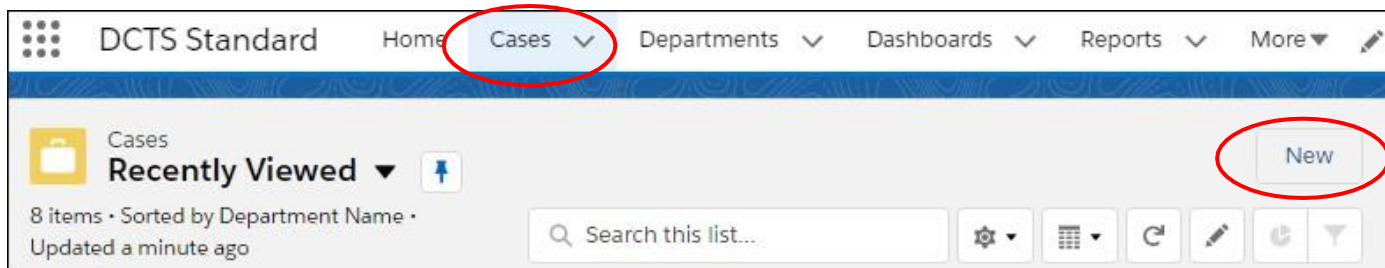 DCTS Standard Home Cases Departments Dashboards Reports More
Cases
Recently Viewed
New
8 items • Sorted by Department Name •
Updated a minute ago
Search this list...